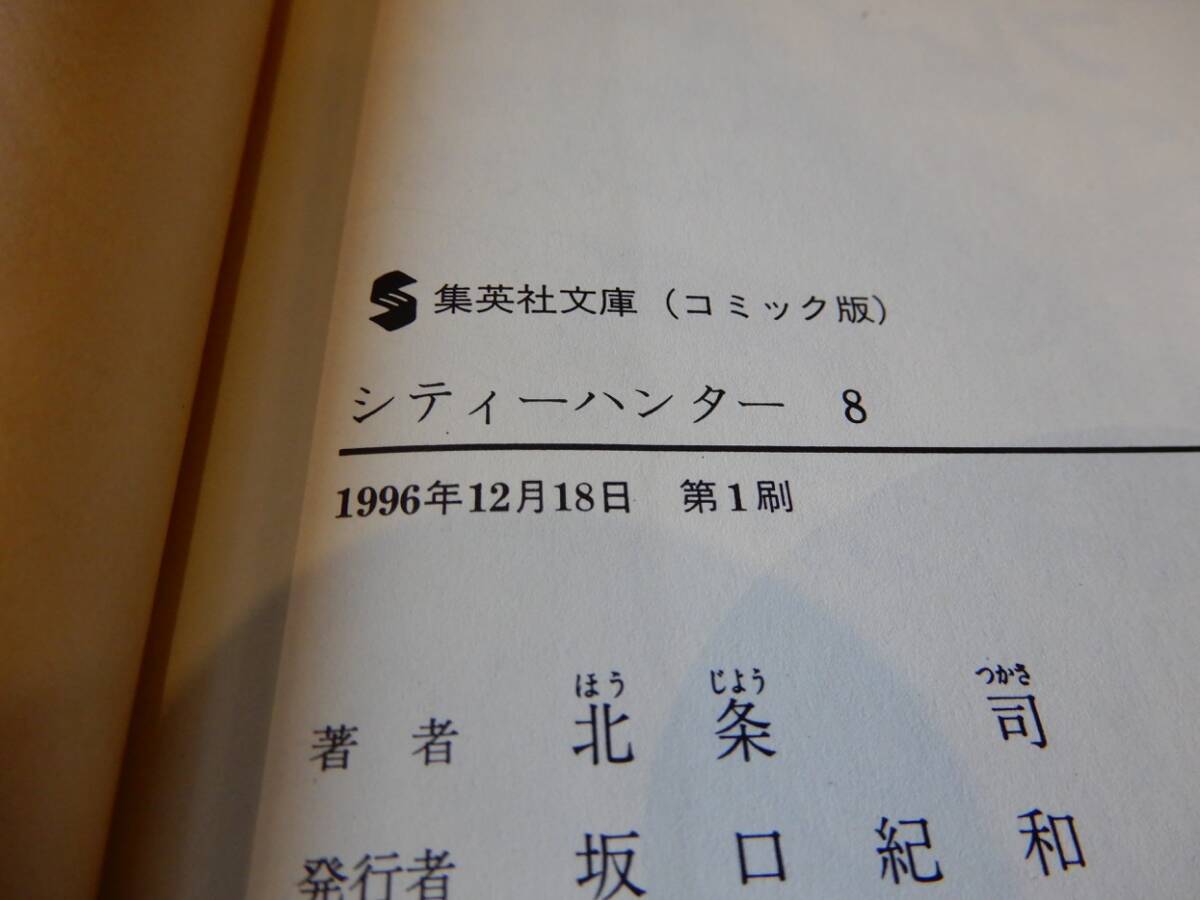 集英社文庫（コミック版）
シティーハンター 8
1996年12月18日 第1刷
ほう じょう つかさ
著者 北条 司
発行者 坂口紀和